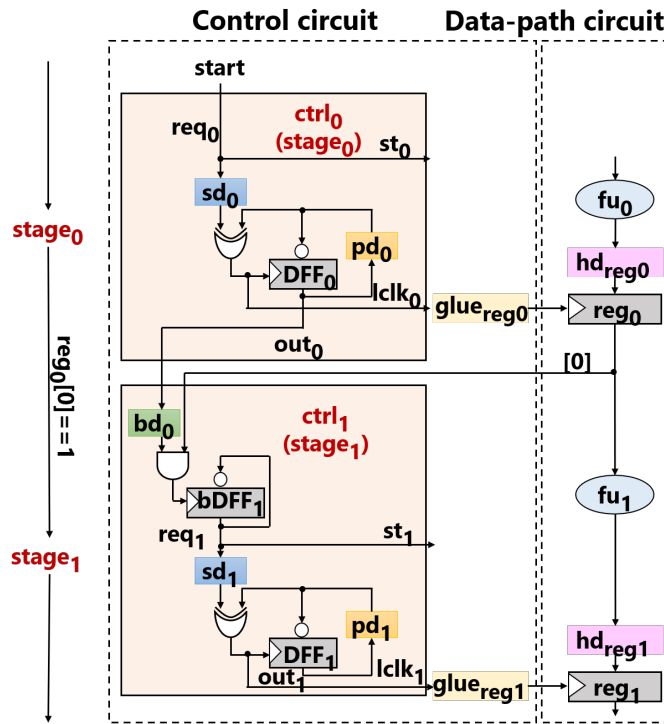 Control circuit
Data-path circuit
start
req0
ctrl0
(stage0)
st0
sd0
fu0
stage0
pd0
hdreg0
DFF0
lclk0
gluereg0
reg0
out0
reg0[0]==1
[0]
ctrl1
(stage1)
bd0
bDFF1
fu1
req1
st1
stage1
sd1
pd1
hdreg1
DFF1
out1
lclk1
gluereg1
reg1